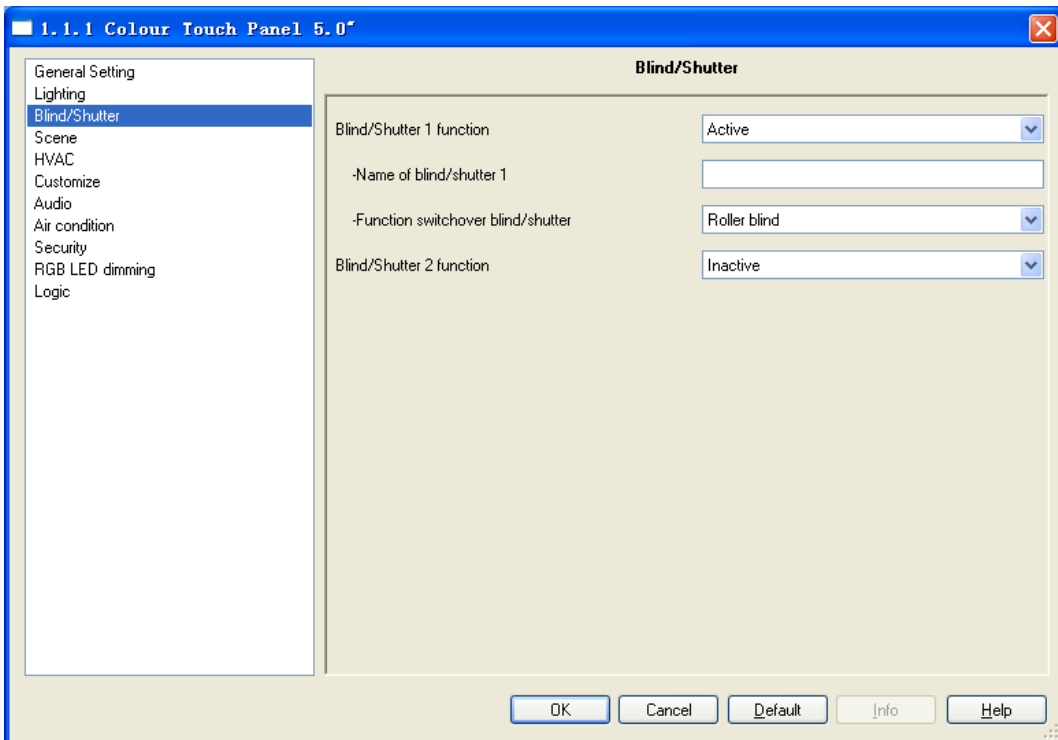 1.1.1 Colour Touch Panel 5.0″
General Setting
Lighting
Blind/Shutter
Scene
HVAC
Customize
Audio
Air condition
Security
RGB LED dimming
Logic
Blind/Shutter
Blind/Shutter 1 function Active
-Name of blind/shutter 1
-Function switchover blind/shutter Roller blind
Blind/Shutter 2 function Inactive
OK Cancel Default Info Help